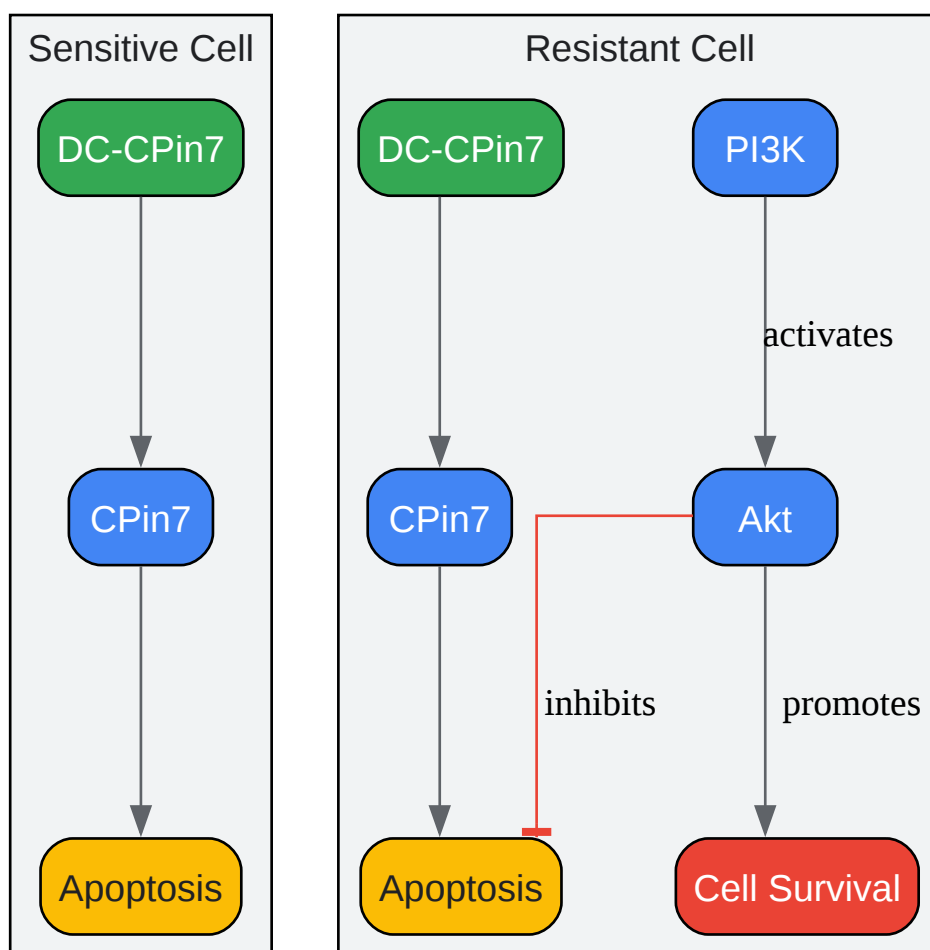 Sensitive Cell
DC-CPin7
CPin7
Apoptosis
Resistant Cell
DC-CPin7
PI3K
activates
CPin7
Akt
inhibits
promotes
Apoptosis
Cell Survival